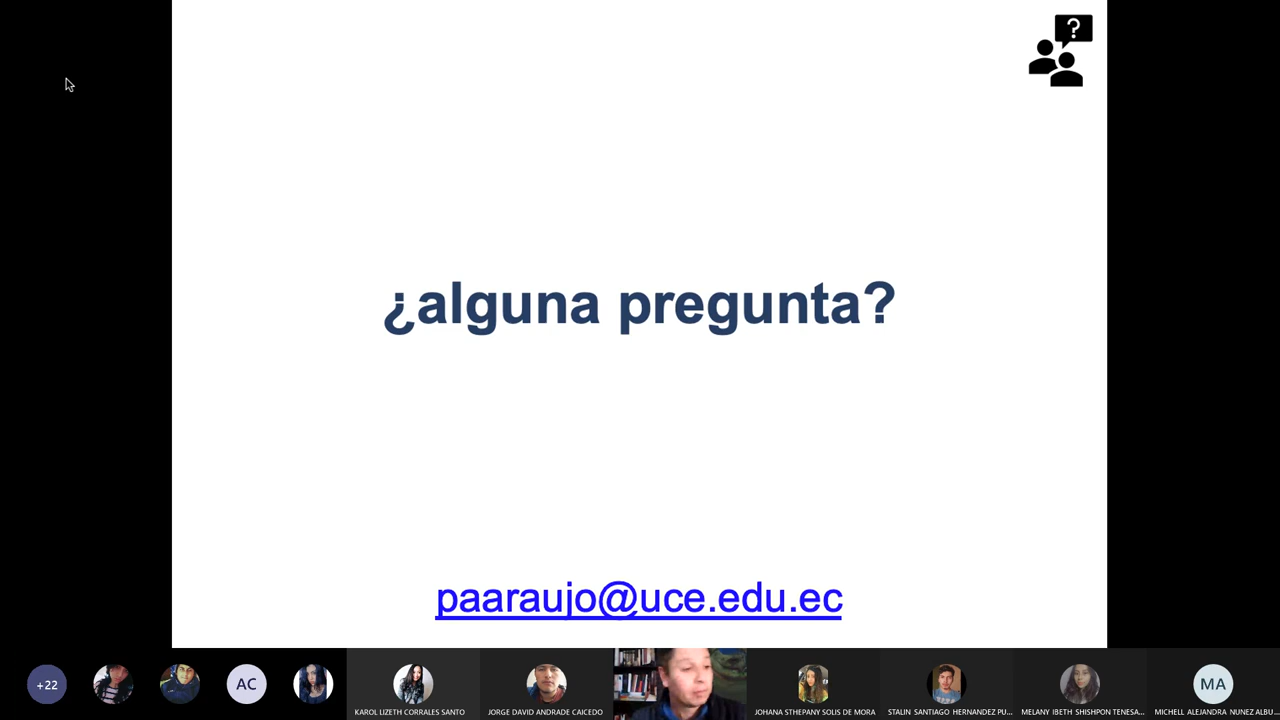 ?
¿alguna pregunta?
paaraujo@uce.edu.ec
+22
AC
KAROL LIZETH CORRALES SANTO
JORGE DAVID ANDRADE CAICEDO
JOHANA STHEPANY SOLIS DE MORA
STALIN SANTIAGO HERNANDEZ PU...
MELANY IBETH SHISHPON TENESA...
MA
MICHELL ALEJANDRA NUNEZ ALBU